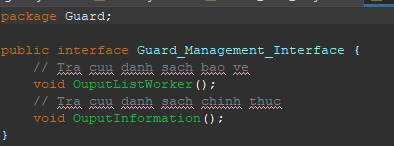 package Guard;
public interface Guard_Management_Interface {
// Tra cuu danh sach bao ve
void OuputListWorker();
// Tra cuu danh sach chinh thuc
void OuputInformation();
}